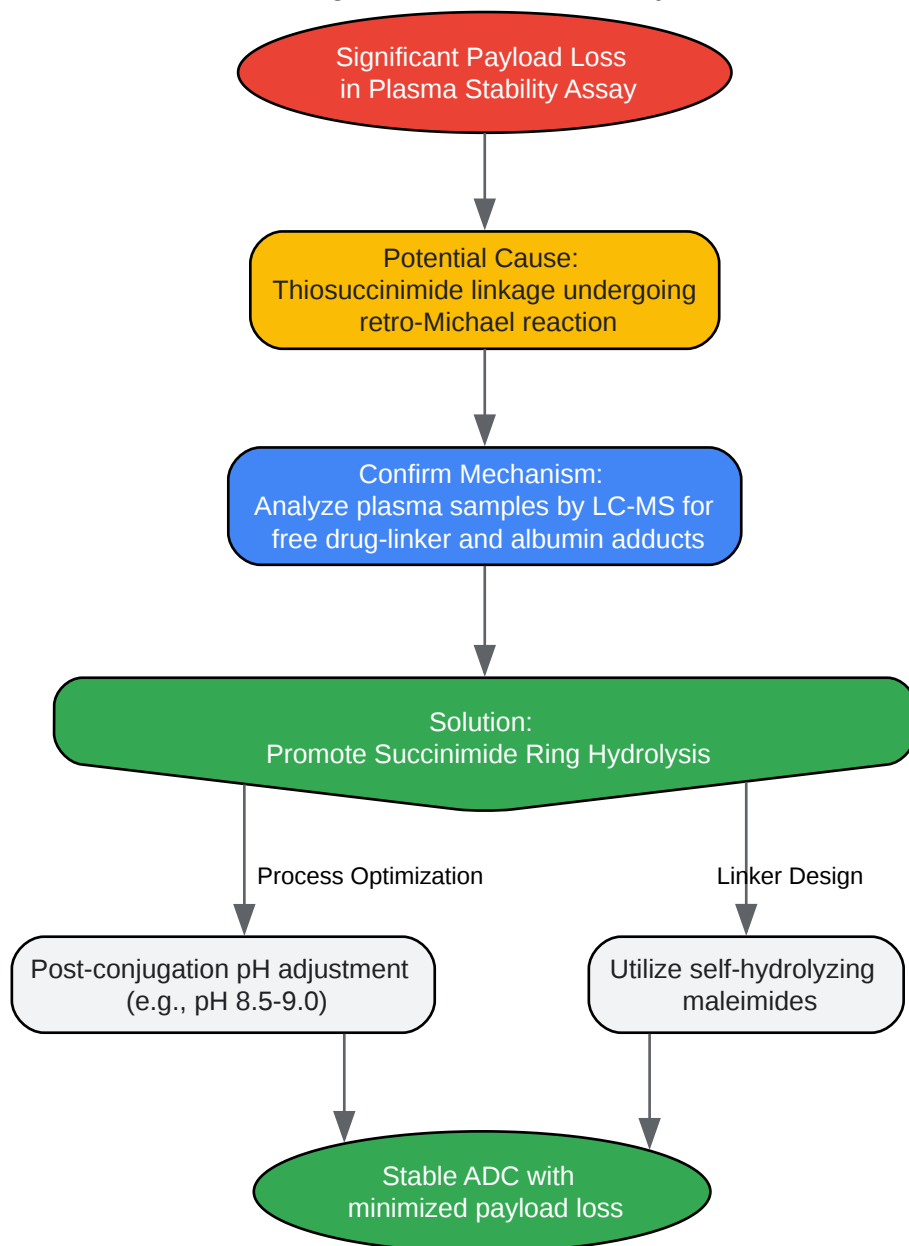 Significant Payload Loss
in Plasma Stability Assay
Potential Cause:
Thiosuccinimide linkage undergoing
retro-Michael reaction
Confirm Mechanism:
Analyze plasma samples by LC-MS for
free drug-linker and albumin adducts
Solution:
Promote Succinimide Ring Hydrolysis
Process Optimization
Linker Design
Post-conjugation pH adjustment
(e.g., pH 8.5-9.0)
Utilize self-hydrolyzing
maleimides
Stable ADC with
minimized payload loss